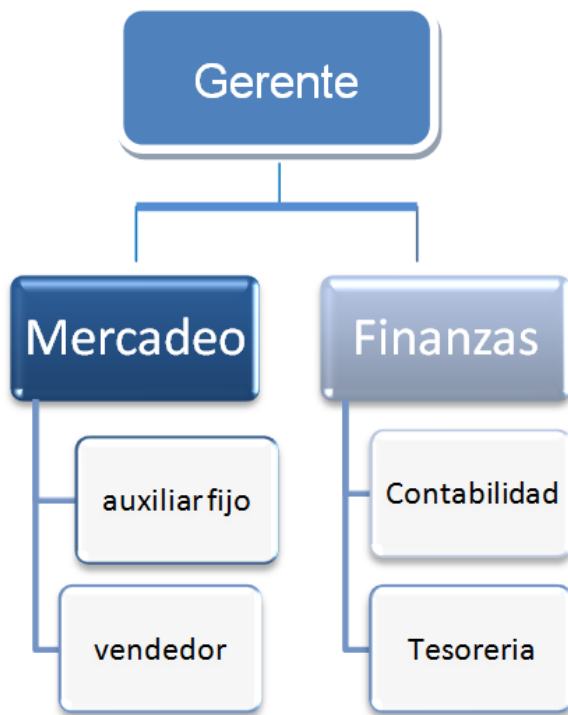 Gerente
Mercadeo
auxiliar fijo
vendedor
Finanzas
Contabilidad
Tesoreria